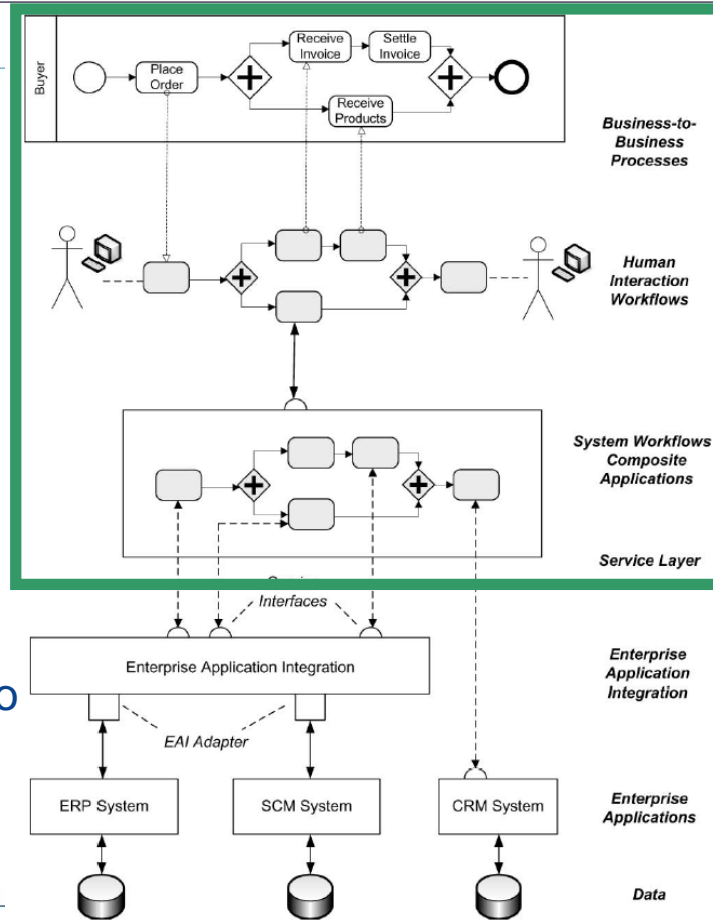 Buyer
Place
Order
Receive
Invoice
Settle
Invoice
Receive
Products
Business-to-
Business
Processes
Human
Interaction
Workflows
System Workflows
Composite
Applications
Service Layer
Interfaces
Enterprise Application Integration
Enterprise
Application
Integration
o
EAI Adapter
ERP System
SCM System
CRM System
Enterprise
Applications
Data